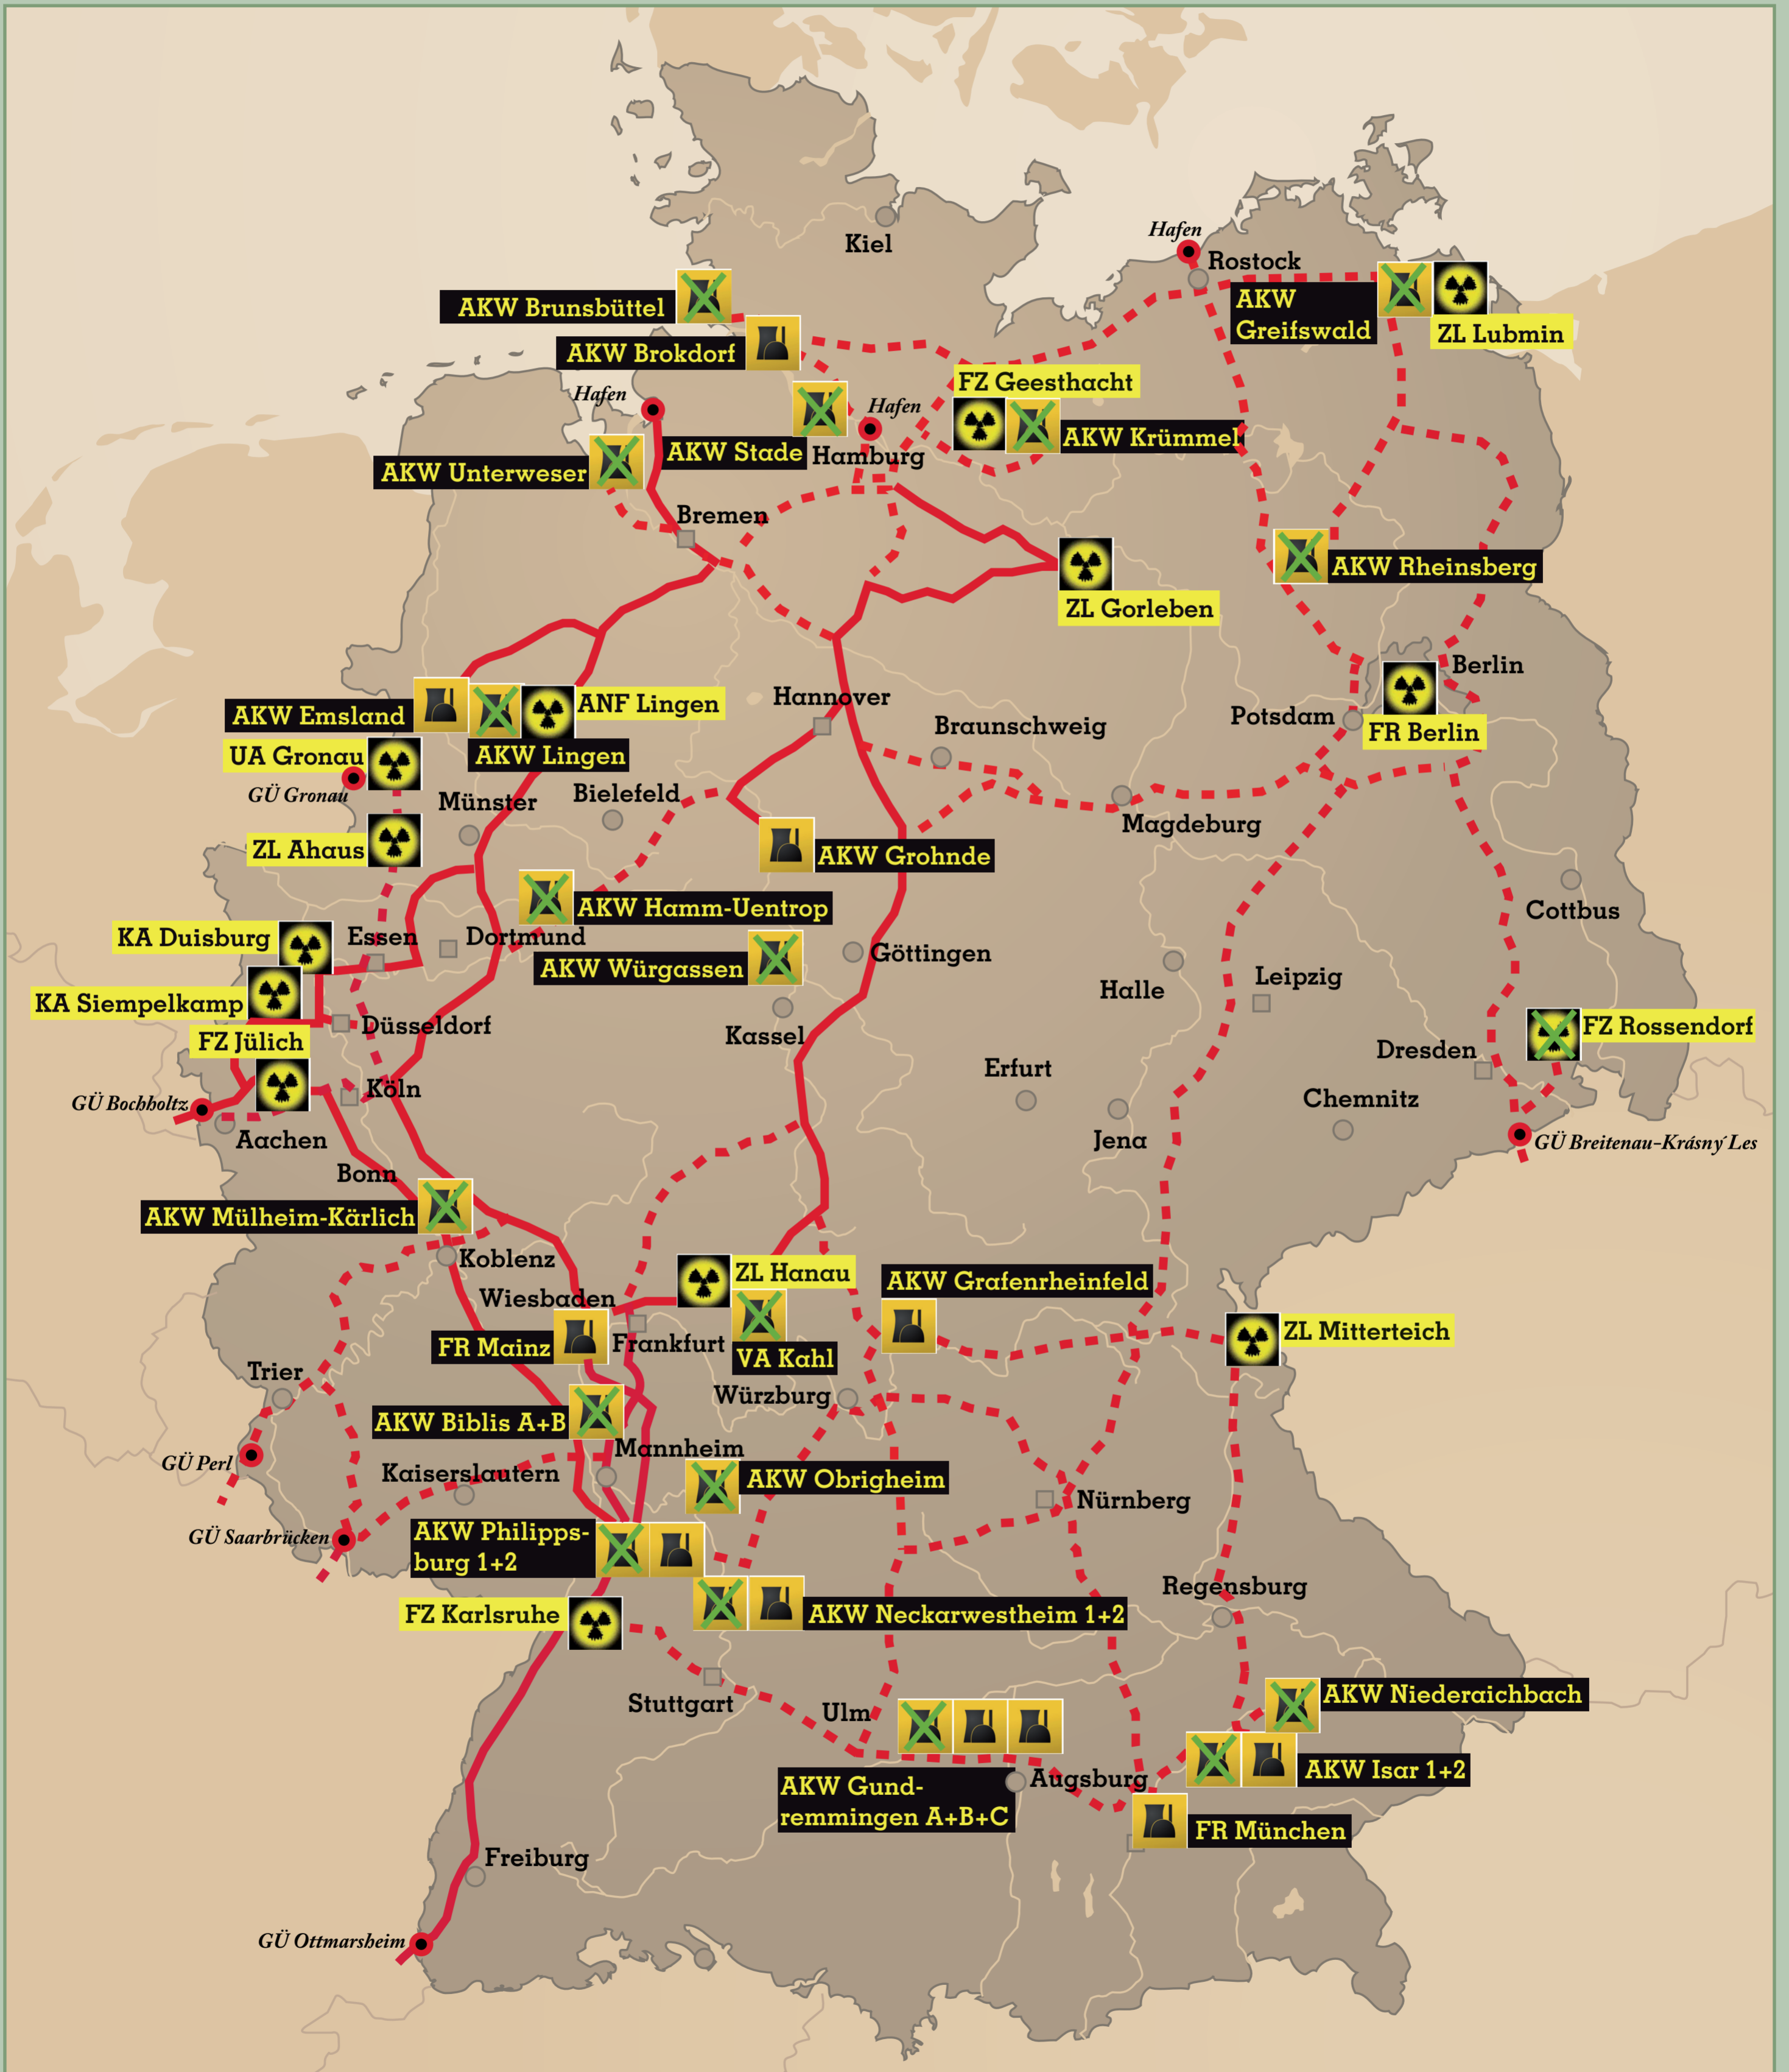 Kiel
Hafen
Rostock
AKW Brunsbüttel
AKW
Greifswald
ZL Lubmin
AKW Brokdorf
FZ Geesthacht
Hafen
Hafen
AKW Krümmel
AKW Stade
Hamburg
AKW Unterweser
Bremen
AKW Rheinsberg
ZL Gorleben
Berlin
Hannover
ANF Lingen
AKW Emsland
Potsdam
Braunschweig
FR Berlin
AKW Lingen
UA Gronau
GÜ Gronau
Münster
Bielefeld
Magdeburg
ZL Ahaus
AKW Grohnde
AKW Hamm-Uentrop
Cottbus
KA Duisburg
Essen
Dortmund
Göttingen
AKW Würgassen
Leipzig
Halle
KA Siempelkamp
Düsseldorf
FZ Rossendorf
Kassel
FZ Jülich
Dresden
Erfurt
Köln
Chemnitz
GÜ Bochholtz
Aachen
Jena
GÜ Breitenau-Krásný Les
Bonn
AKW Mülheim-Kärlich
Koblenz
ZL Hanau
AKW Grafenrheinfeld
Wiesbaden
ZL Mitterteich
FR Mainz
Frankfurt
VA Kahl
Trier
Würzburg
AKW Biblis A+B
Mannheim
GÜ Perl
Kaiserslautern
AKW Obrigheim
Nürnberg
GÜ Saarbrücken
AKW Philipps-
burg 1+2
Regensburg
FZ Karlsruhe
AKW Neckarwestheim 1+2
Stuttgart
Ulm
AKW Niederaichbach
AKW Isar 1+2
Augsburg
AKW Gund-
remmingen A+B+C
FR München
Freiburg
GÜ Ottmarsheim